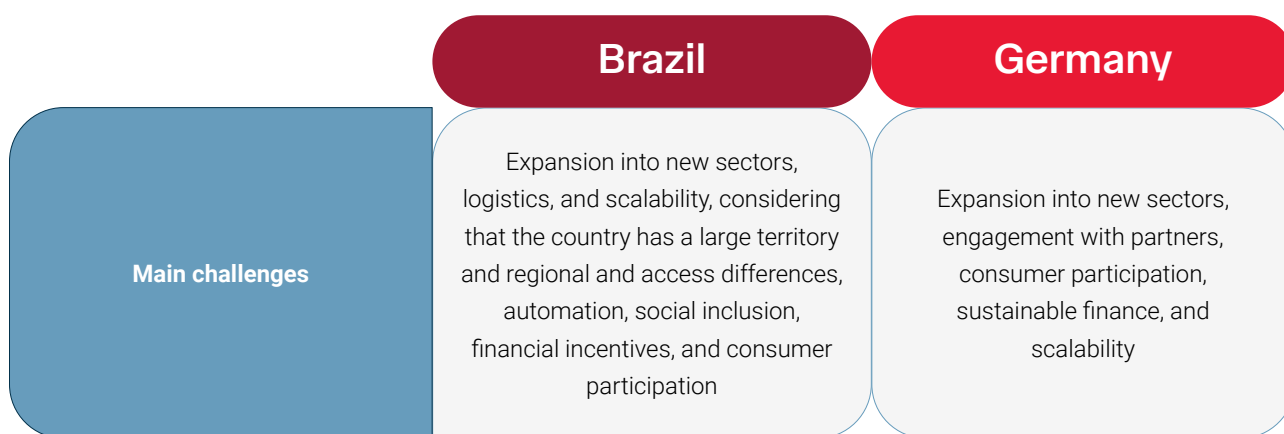 Brazil
Germany
Main challenges
Expansion into new sectors,
logistics, and scalability, considering
that the country has a large territory
and regional and access differences,
automation, social inclusion,
financial incentives, and consumer
participation
Expansion into new sectors,
engagement with partners,
consumer participation,
sustainable finance, and
scalability